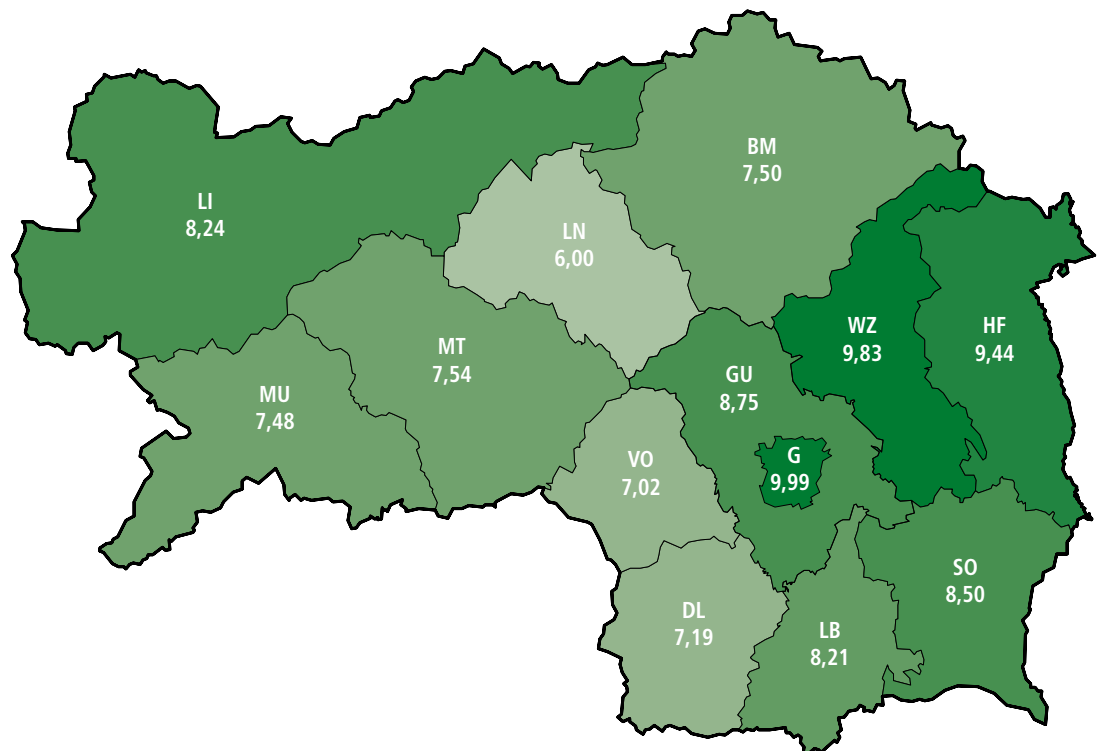 BM
7,50
LI
8,24
LN
6,00
WZ
9,83
HF
9,44
MT
7,54
GU
8,75
MU
7,48
VO
7,02
G
9,99
SO
8,50
DL
7,19
LB
8,21